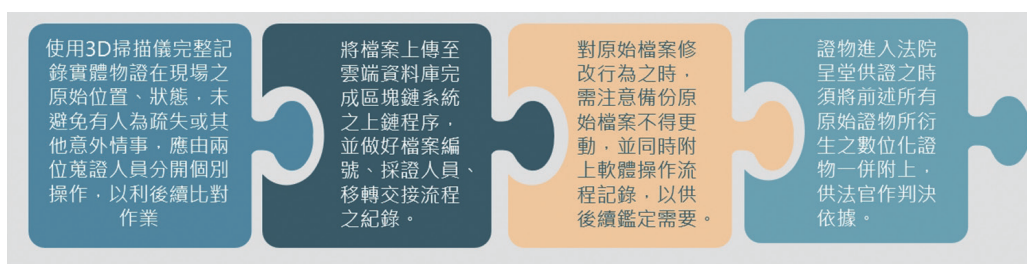 使用3D掃描儀完整記
錄實體物證在現場之
原始位置、狀態，未
避免有人為疏失或其
他意外情事，應由兩
位蒐證人員分開個別
操作，以利後續比對
作業
將檔案上傳至
雲端資料庫完
成區塊鏈系統
之上鏈程序，
並做好檔案編
號、採證人員、
移轉交接流程
之紀錄。
對原始檔案修
改行為之時，
需注意備份原
始檔案不得更
動，並同時附
上軟體操作流
程記錄，以供
後續鑑定需要。
證物進入法院
呈堂供證之時
須將前述所有
原始證物所衍
生之數位化證
物一併附上，
供法官作判決
依據。